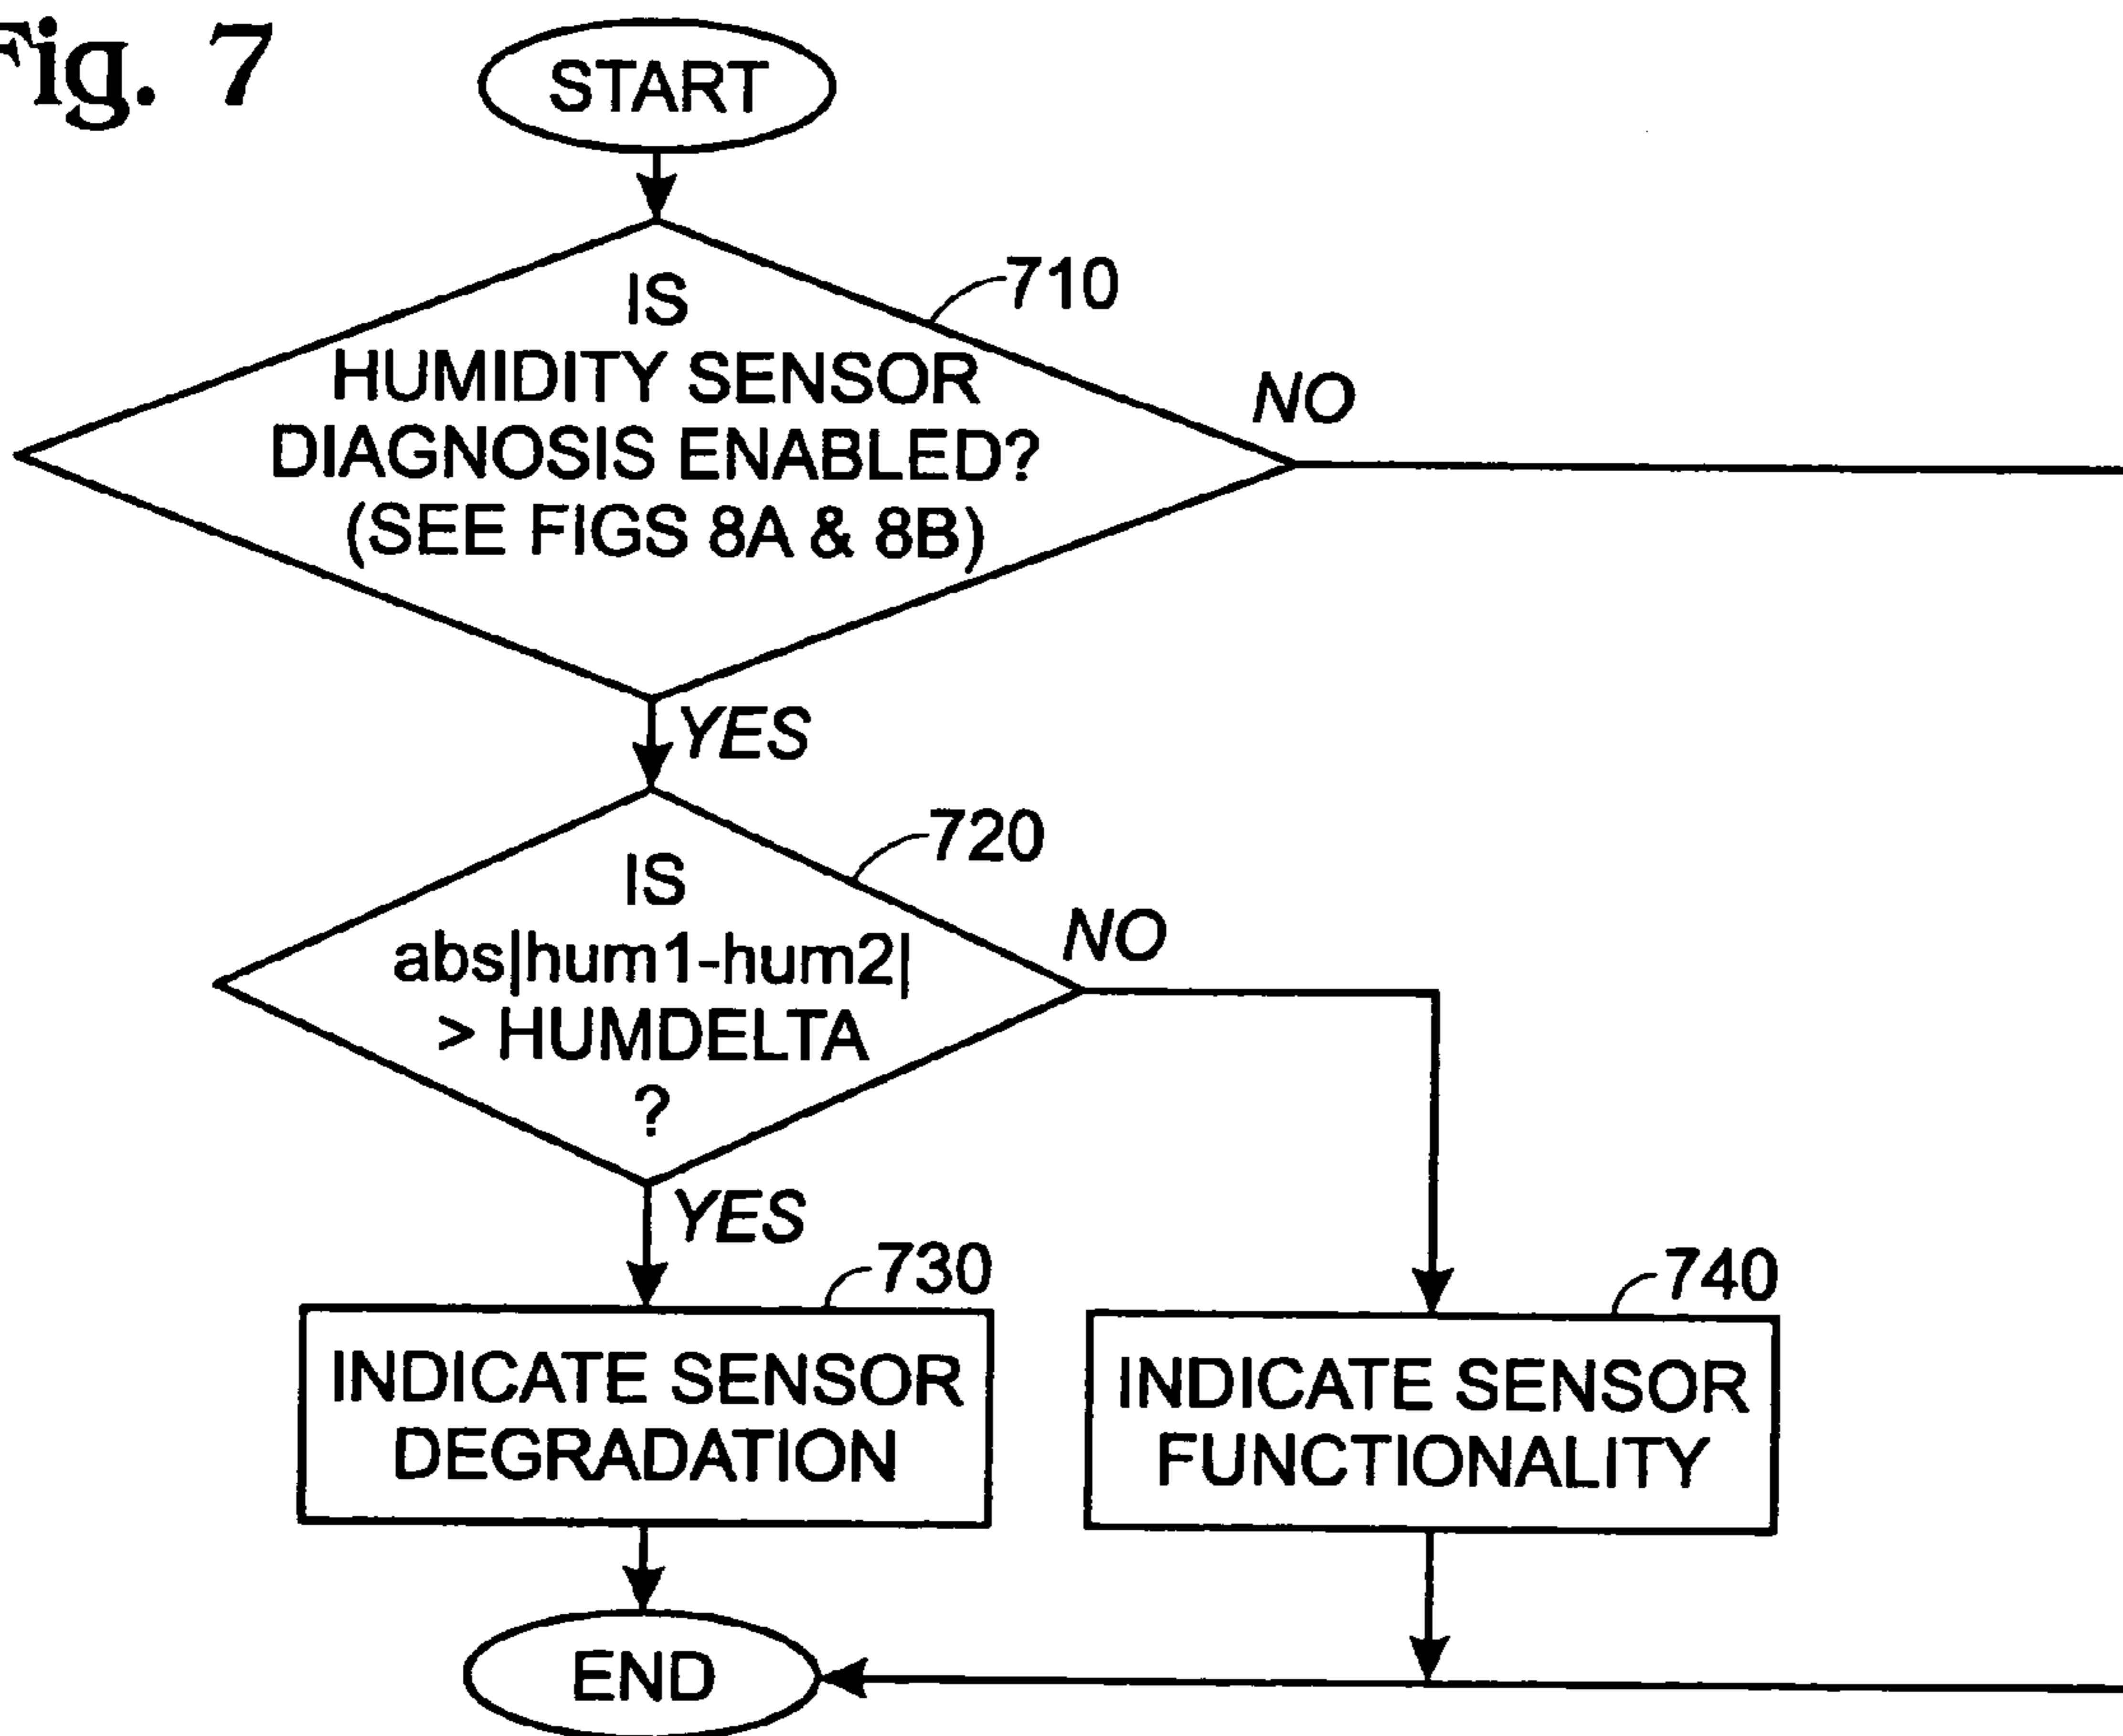 Fig. 7
START
710
IS
HUMIDITY SENSOR
DIAGNOSIS ENABLED?
(SEE FIGS 8A & 8B)
NO
YES
720
IS
abs|hum1-hum2|
> HUMDELTA
?
NO
YES
730
INDICATE SENSOR
DEGRADATION
740
INDICATE SENSOR
FUNCTIONALITY
END